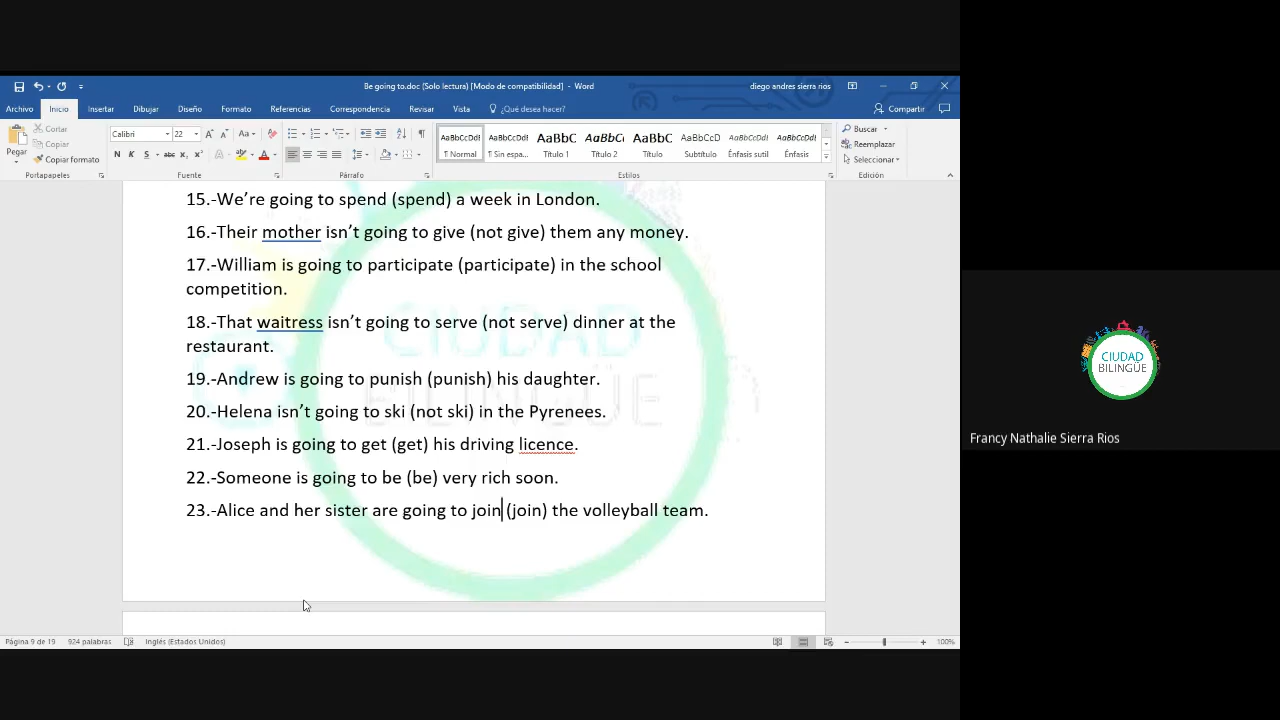 Be going to.doc (Solo lectura) [Modo de compatibilidad] - Word
diego andres sierra rios
Archivo Inicio Insertar Dibujar Diseño Formato Referencias Correspondencia Revisar Vista ¿Qué desea hacer? Compartir
Pegar
Cortar
Copiar
Copiar formato
Portapapeles
Calibri 22
N K S abc x₂ x²
Fuente
Párrafo
AaBbCcDdI AaBbCcDdI AaBbC AaBbCc AaBbC AaBbCcD AaBbCcDdI AaBbCcDdI
¶ Normal ¶ Sin espa... Título 1 Título 2 Título Subtítulo Énfasis sutil Énfasis
Estilos
Buscar
Reemplazar
Seleccionar
Edición
15.-We’re going to spend (spend) a week in London.
16.-Their mother isn’t going to give (not give) them any money.
17.-William is going to participate (participate) in the school
competition.
18.-That waitress isn’t going to serve (not serve) dinner at the
restaurant.
19.-Andrew is going to punish (punish) his daughter.
20.-Helena isn’t going to ski (not ski) in the Pyrenees.
21.-Joseph is going to get (get) his driving licence.
22.-Someone is going to be (be) very rich soon.
23.-Alice and her sister are going to join (join) the volleyball team.
CIUDAD
BILINGÜE
Página 9 de 19 924 palabras Inglés (Estados Unidos) 100%
CIUDAD
BILINGÜE
Francy Nathalie Sierra Rios